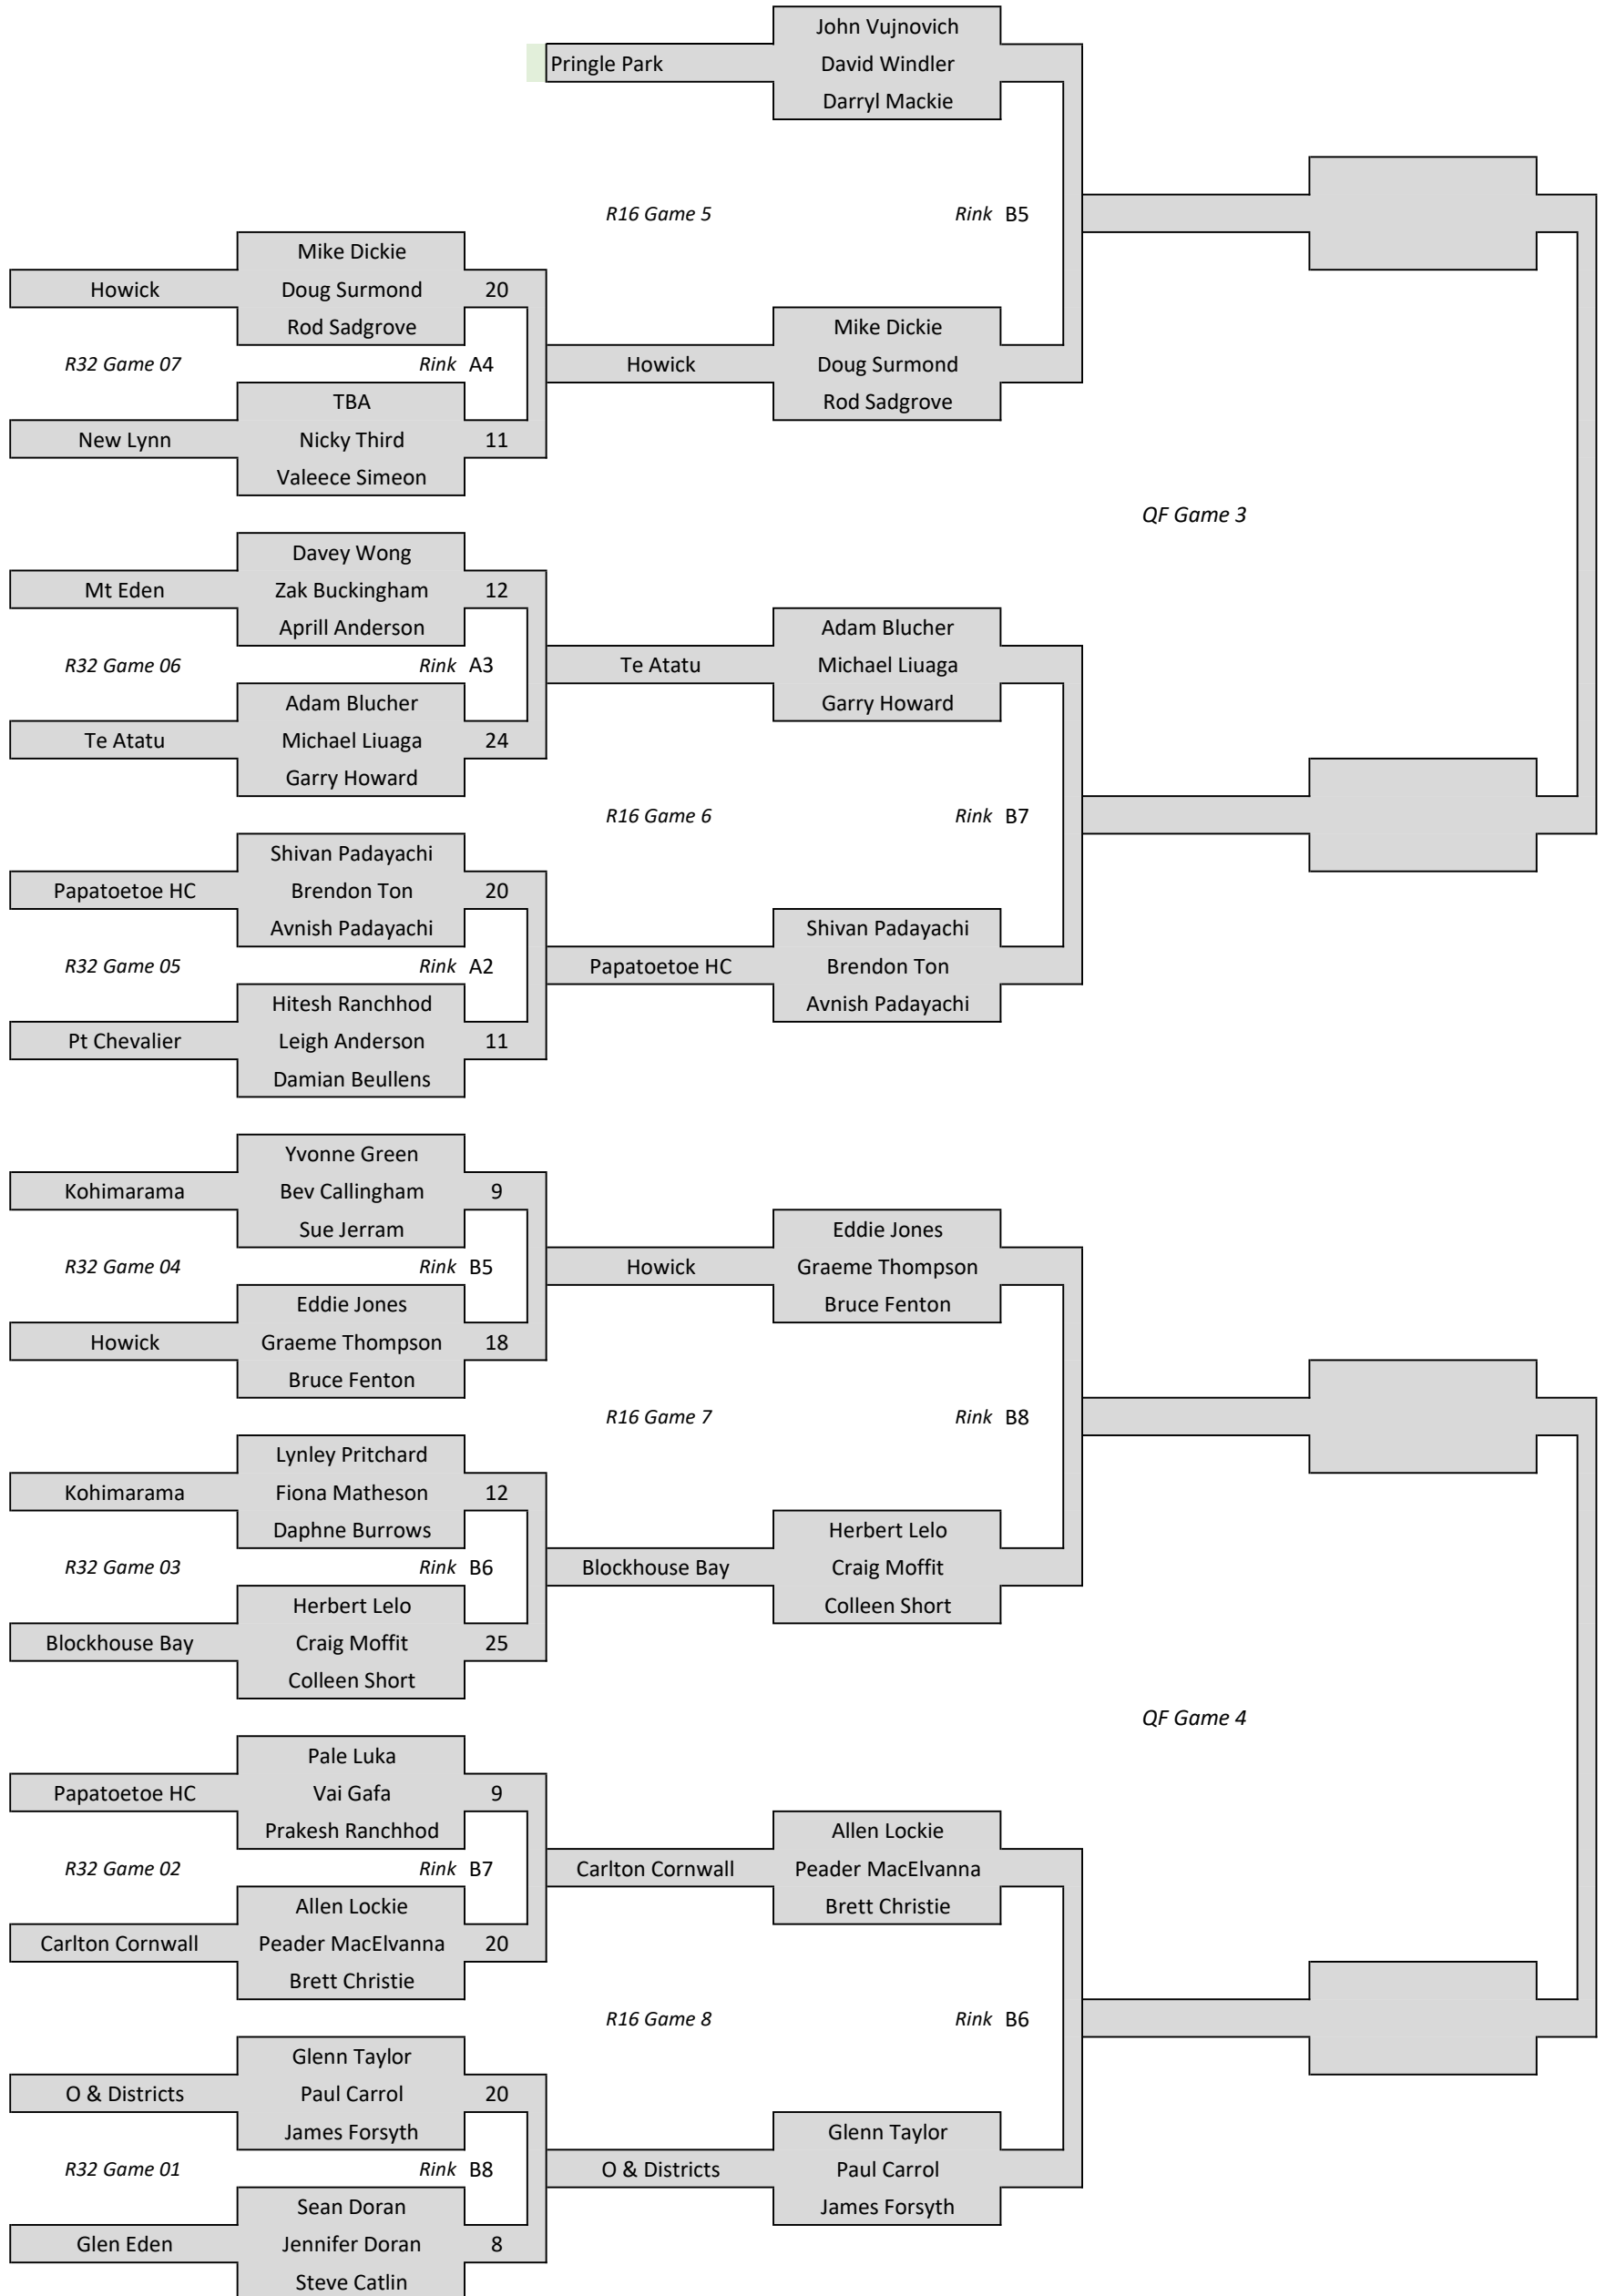 John Vujnovich
Pringle Park David Windler
Darryl Mackie
R16 Game 5 Rink B5
Mike Dickie
Howick Doug Surmond 20
Rod Sadgrove Mike Dickie
R32 Game 07 Rink A4 Howick Doug Surmond
TBA Rod Sadgrove
New Lynn Nicky Third 11
Valeece Simeon
QF Game 3
Davey Wong
Mt Eden Zak Buckingham 12
Aprill Anderson Adam Blucher
R32 Game 06 Rink A3 Te Atatu Michael Liuaga
Adam Blucher Garry Howard
Te Atatu Michael Liuaga 24
Garry Howard
R16 Game 6 Rink B7
Shivan Padayachi
Papatoetoe HC Brendon Ton 20
Avnish Padayachi Shivan Padayachi
R32 Game 05 Rink A2 Papatoetoe HC Brendon Ton
Hitesh Ranchhod Avnish Padayachi
Pt Chevalier Leigh Anderson 11
Damian Beullens
Yvonne Green
Kohimarama Bev Callingham 9
Sue Jerram Eddie Jones
R32 Game 04 Rink B5 Howick Graeme Thompson
Eddie Jones Bruce Fenton
Howick Graeme Thompson 18
Bruce Fenton
R16 Game 7 Rink B8
Lynley Pritchard
Kohimarama Fiona Matheson 12
Daphne Burrows Herbert Lelo
R32 Game 03 Rink B6 Blockhouse Bay Craig Moffit
Herbert Lelo Colleen Short
Blockhouse Bay Craig Moffit 25
Colleen Short
QF Game 4
Pale Luka
Papatoetoe HC Vai Gafa 9
Prakesh Ranchhod Allen Lockie
R32 Game 02 Rink B7 Carlton Cornwall Peader MacElvanna
Allen Lockie Brett Christie
Carlton Cornwall Peader MacElvanna 20
Brett Christie
R16 Game 8 Rink B6
Glenn Taylor
O & Districts Paul Carrol 20
James Forsyth Glenn Taylor
R32 Game 01 Rink B8 O & Districts Paul Carrol
Sean Doran James Forsyth
Glen Eden Jennifer Doran 8
Steve Catlin